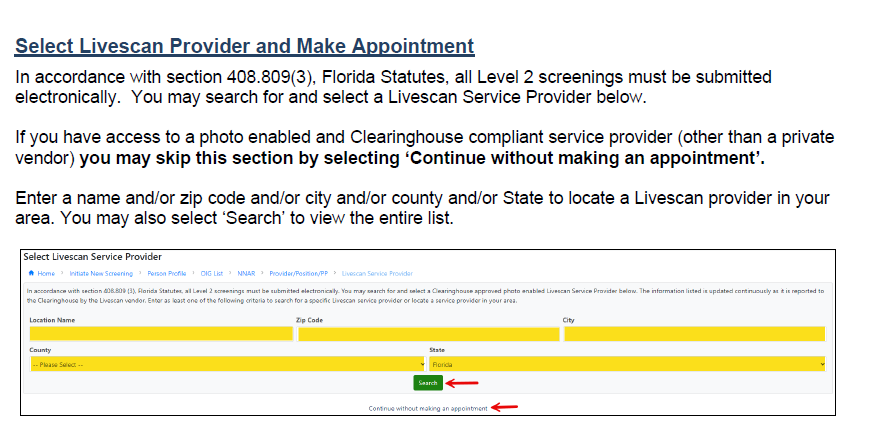 Select Livescan Provider and Make Appointment
In accordance with section 408.809(3), Florida Statutes, all Level 2 screenings must be submitted
electronically.  You may search for and select a Livescan Service Provider below.
If you have access to a photo enabled and Clearinghouse compliant service provider (other than a private
vendor) you may skip this section by selecting ‘Continue without making an appointment’.
Enter a name and/or zip code and/or city and/or county and/or State to locate a Livescan provider in your
area. You may also select ‘Search’ to view the entire list.
Select Livescan Service Provider
Home › Initiate New Screening › Person Profile › OIG List › NNAR › Provider/Position/PP › Livescan Service Provider
In accordance with section 408.809 (3), Florida Statutes, all Level 2 screenings must be submitted electronically. You may search for and select a Clearinghouse approved photo enabled Livescan Service Provider below. The information listed is updated continuously as it is reported to
the Clearinghouse by the Livescan vendor. Enter as least one of the following criteria to search for a specific Livescan service provider or locate a service provider in your area.
Location Name Zip Code City
County State
-- Please Select -- Florida
Search
Continue without making an appointment